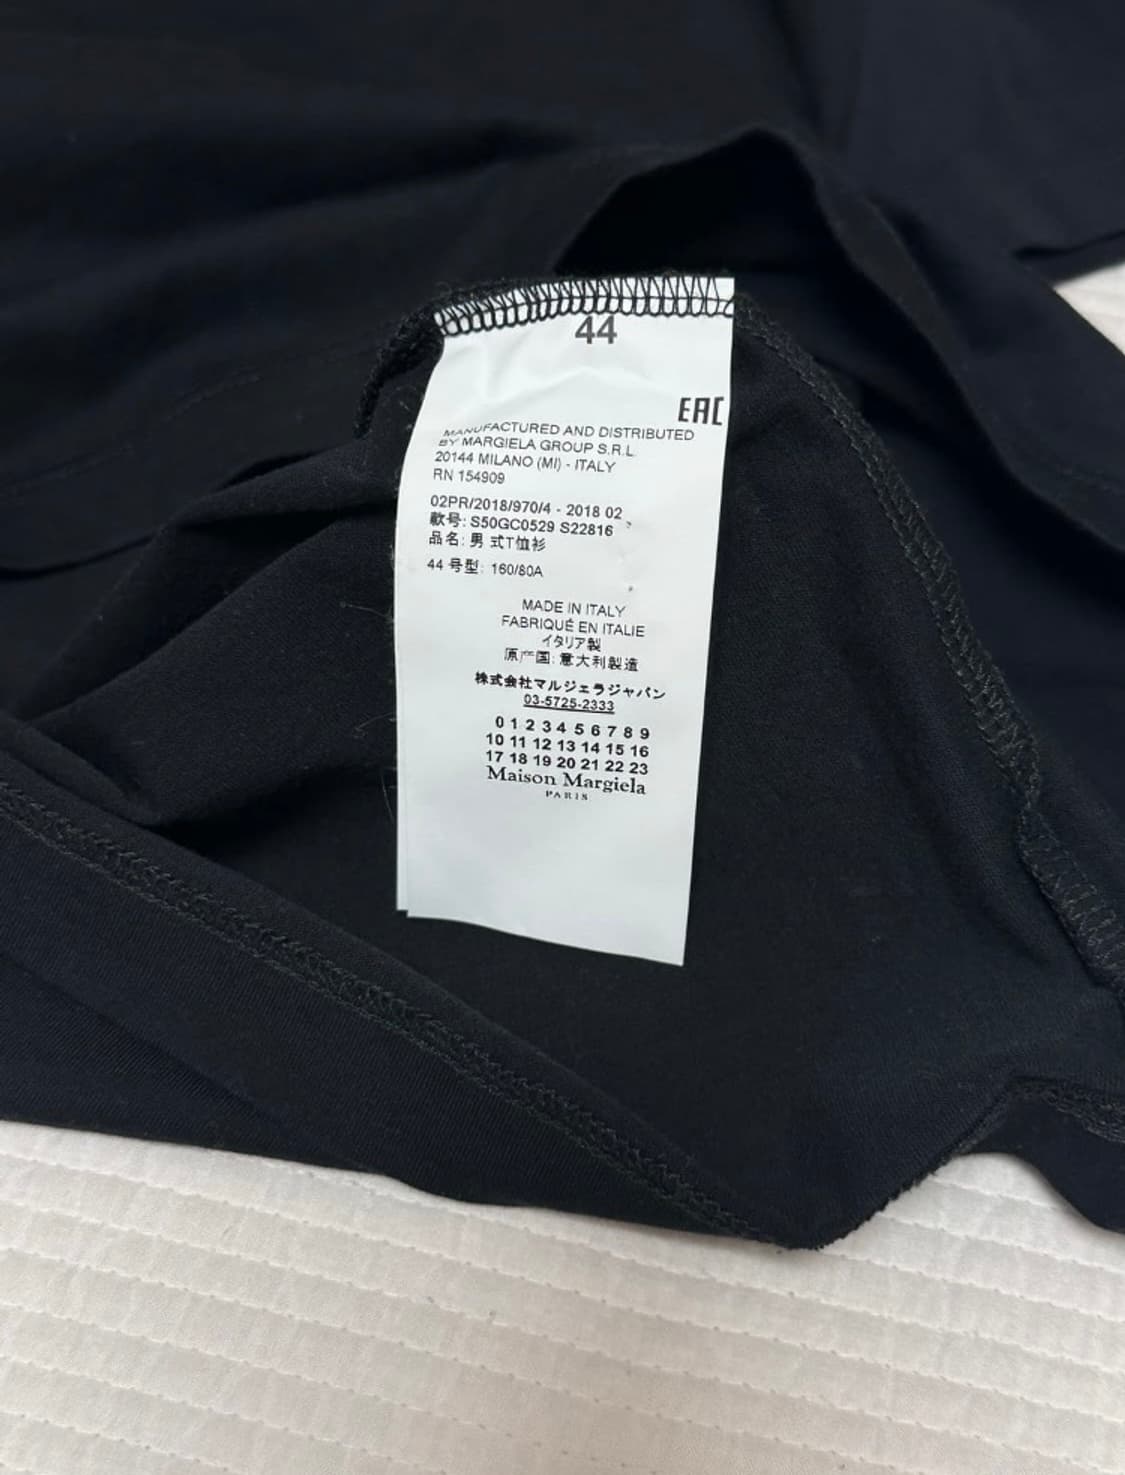 44
EAC
MANUFACTURED AND DISTRIBUTED
BY MARGIELA GROUP S.R.L.
20144 MILANO (MI) - ITALY
RN 154909
02PR/2018/970/4 - 2018 02
款号: S50GC0529 S22816
品名: 男 式T恤衫
44 号型: 160/80A
MADE IN ITALY
FABRIQUÉ EN ITALIE
イタリア製
原产国: 意大利製造
株式会社マルジェラジャパン
03-5725-2333
0 1 2 3 4 5 6 7 8 9
10 11 12 13 14 15 16
17 18 19 20 21 22 23
Maison Margiela
PARIS